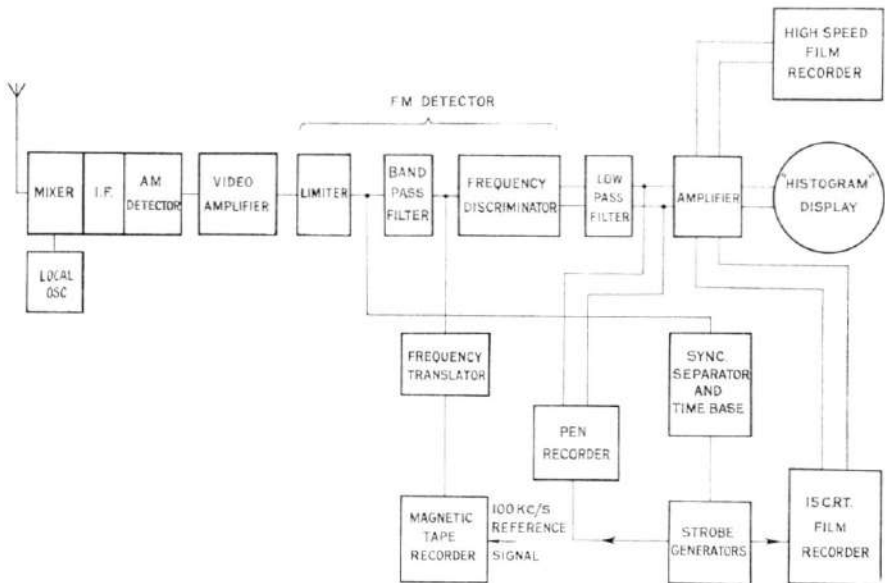 HIGH SPEED
FILM
RECORDER
FM DETECTOR
MIXER
I.F.
AM
DETECTOR
VIDEO
AMPLIFIER
LIMITER
BAND
PASS
FILTER
FREQUENCY
DISCRIMINATOR
LOW
PASS
FILTER
AMPLIFIER
"HISTOGRAM"
DISPLAY
LOCAL
OSC
FREQUENCY
TRANSLATOR
SYNC.
SEPARATOR
AND
TIME BASE
PEN
RECORDER
MAGNETIC
TAPE
RECORDER
100 KC/S
REFERENCE
SIGNAL
STROBE
GENERATORS
15 C.R.T.
FILM
RECORDER